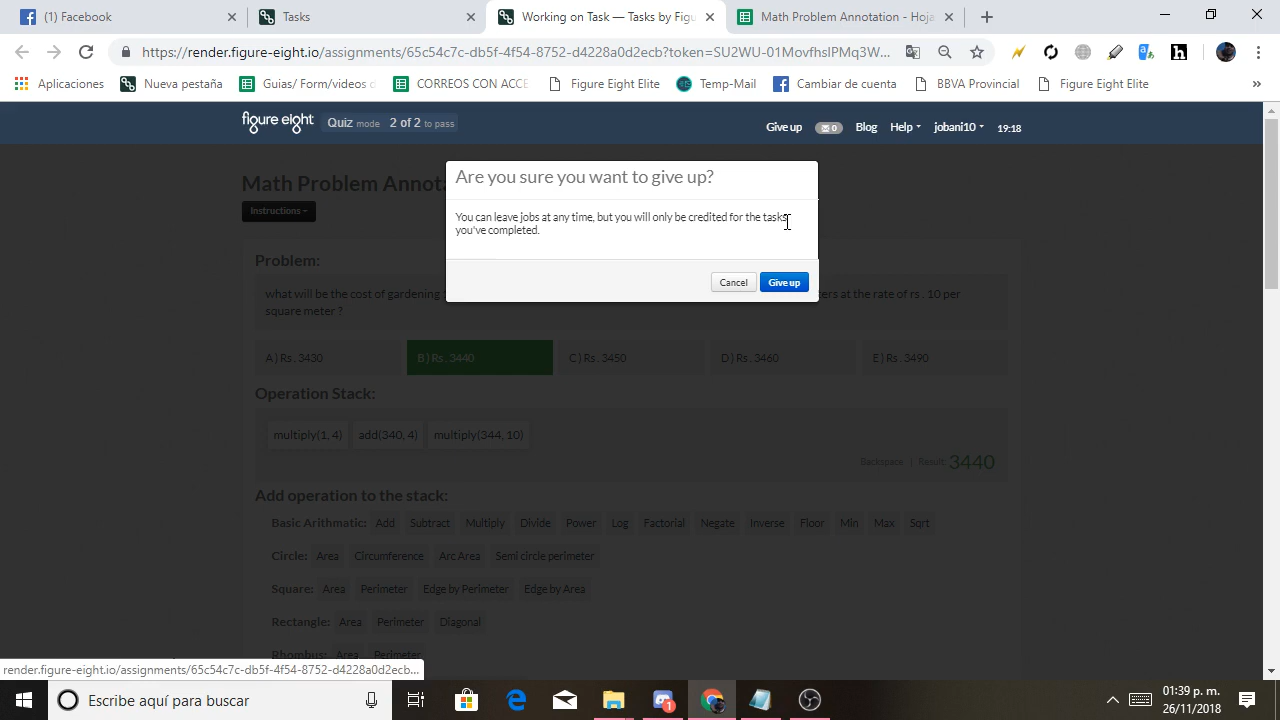 (1) Facebook
Tasks
Working on Task — Tasks by Figu
Math Problem Annotation - Hoja
https://render.figure-eight.io/assignments/65c54c7c-db5f-4f54-8752-d4228a0d2ecb?token=SU2WU-01MovfhsIPMq3W...
Aplicaciones
Nueva pestaña
Guias/ Form/videos d
CORREOS CON ACCE
Figure Eight Elite
Temp-Mail
Cambiar de cuenta
BBVA Provincial
Figure Eight Elite
»
figure eight
Quiz mode 2 of 2 to pass
Give up
0
Blog
Help
jobani10
19:18
Math Problem Annota
Instructions
Are you sure you want to give up?
You can leave jobs at any time, but you will only be credited for the tasks
you've completed.
Cancel
Give up
Problem:
what will be the cost of gardening
ters at the rate of rs . 10 per
square meter ?
A ) Rs . 3430
B ) Rs . 3440
C ) Rs . 3450
D ) Rs . 3460
E ) Rs . 3490
Operation Stack:
multiply(1, 4) add(340, 4) multiply(344, 10)
Backspace | Result: 3440
Add operation to the stack:
Basic Arithmatic: Add Subtract Multiply Divide Power Log Factorial Negate Inverse Floor Min Max Sqrt
Circle: Area Circumference Arc Area Semi circle perimeter
Square: Area Perimeter Edge by Perimeter Edge by Area
Rectangle: Area Perimeter Diagonal
Rhombus: Area Perimeter
render.figure-eight.io/assignments/65c54c7c-db5f-4f54-8752-d4228a0d2ecb...
Escribe aquí para buscar
01:39 p. m.
26/11/2018